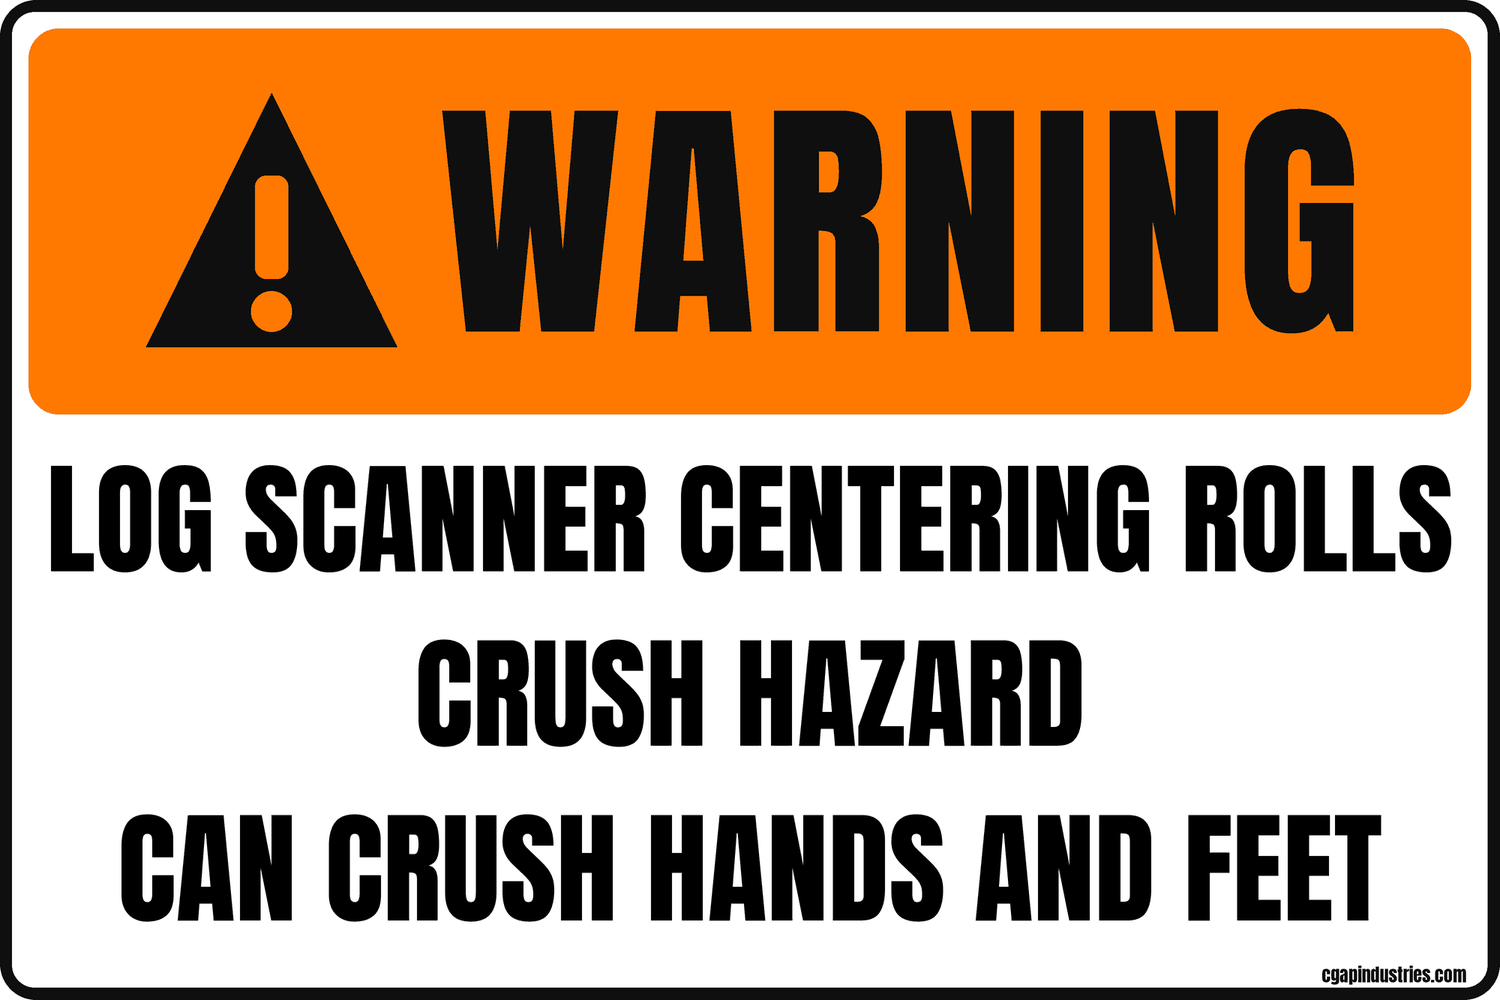 WARNING
LOG SCANNER CENTERING ROLLS
CRUSH HAZARD
CAN CRUSH HANDS AND FEET
cgapindustries.com